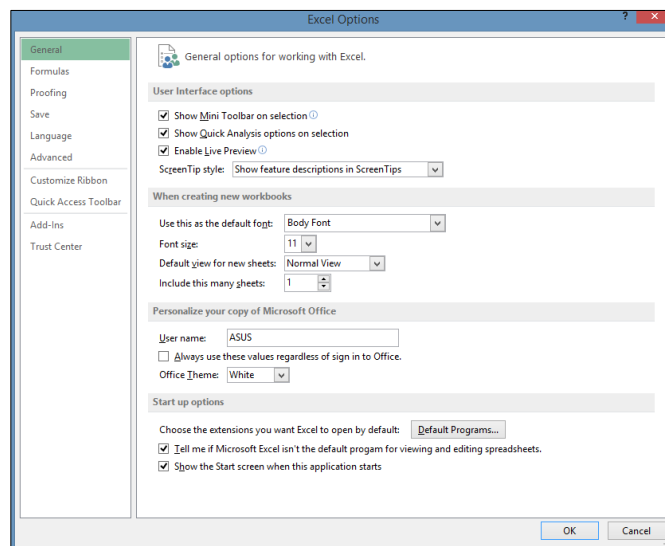 Excel Options
? ×
General
Formulas
Proofing
Save
Language
Advanced
Customize Ribbon
Quick Access Toolbar
Add-Ins
Trust Center
General options for working with Excel.
User Interface options
Show Mini Toolbar on selection
Show Quick Analysis options on selection
Enable Live Preview
ScreenTip style: Show feature descriptions in ScreenTips
When creating new workbooks
Use this as the default font: Body Font
Font size: 11
Default view for new sheets: Normal View
Include this many sheets: 1
Personalize your copy of Microsoft Office
User name: ASUS
Always use these values regardless of sign in to Office.
Office Theme: White
Start up options
Choose the extensions you want Excel to open by default: Default Programs...
Tell me if Microsoft Excel isn't the default progam for viewing and editing spreadsheets.
Show the Start screen when this application starts
OK Cancel